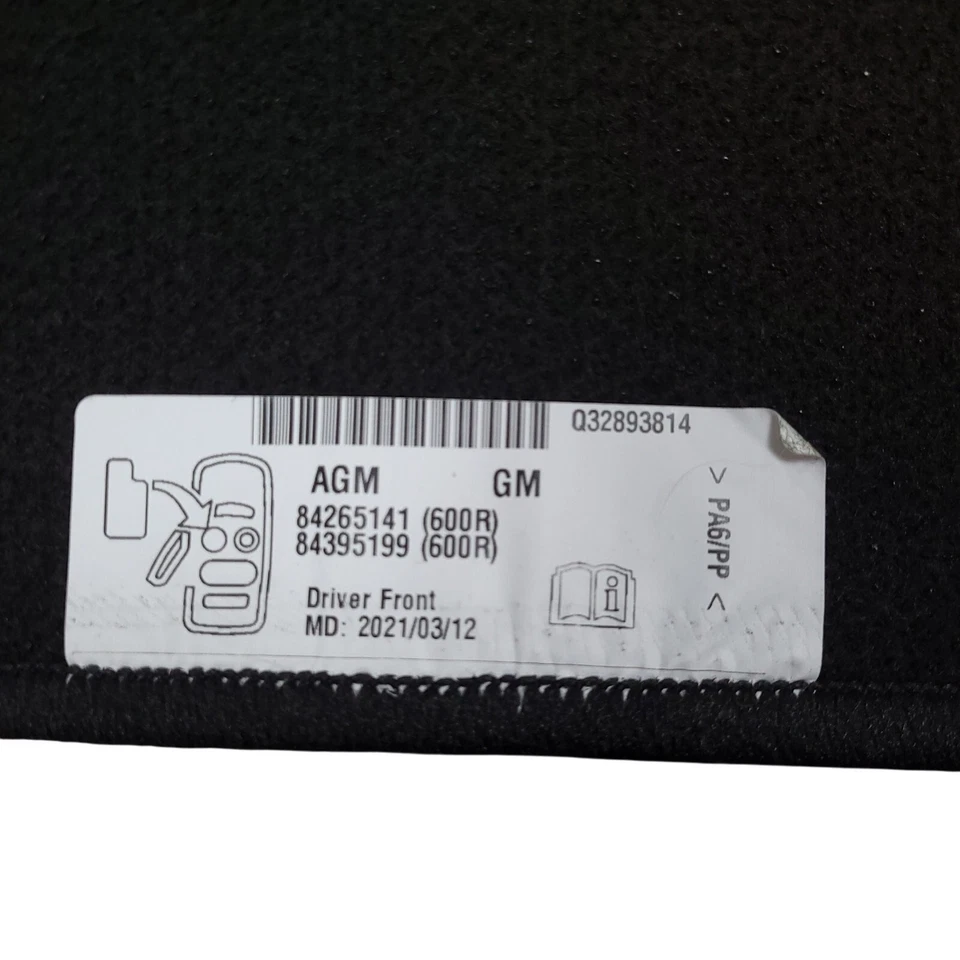 Q32893814
AGM GM
84265141 (600R)
84395199 (600R)
Driver Front
MD: 2021/03/12
i
> PA6/PP <